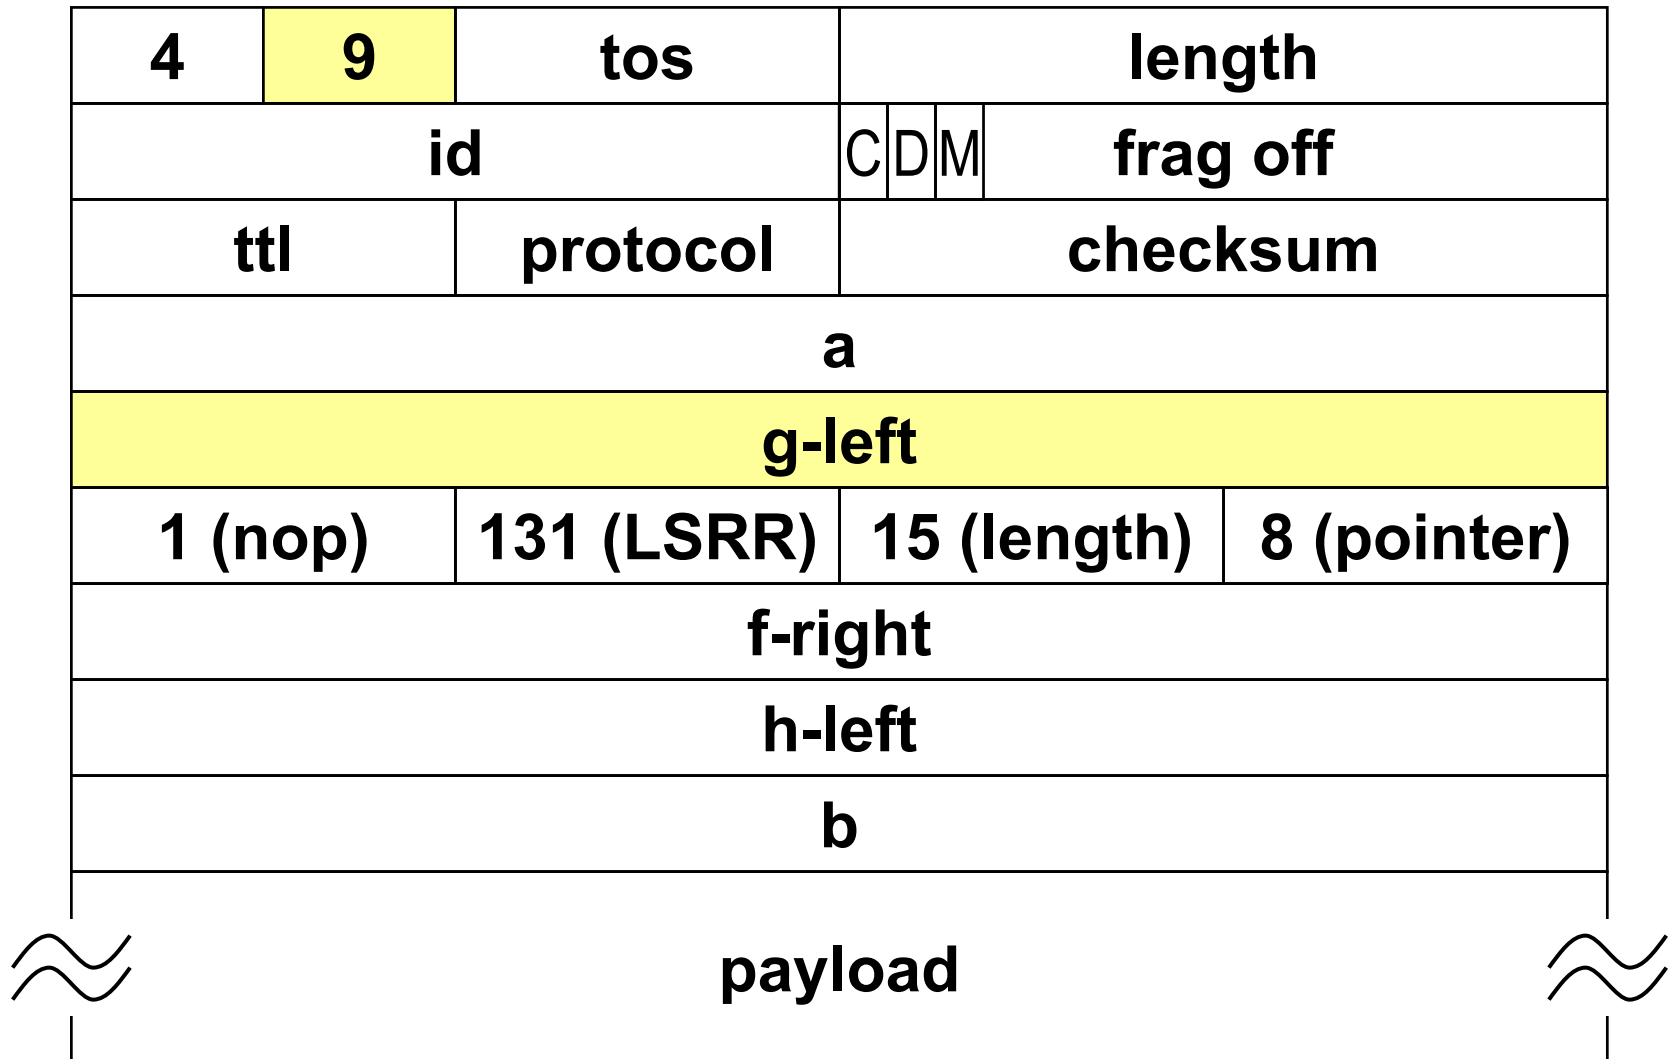 4 9 tos length
id C D M frag off
ttl protocol checksum
a
g-left
1 (nop) 131 (LSRR) 15 (length) 8 (pointer)
f-right
h-left
b
payload